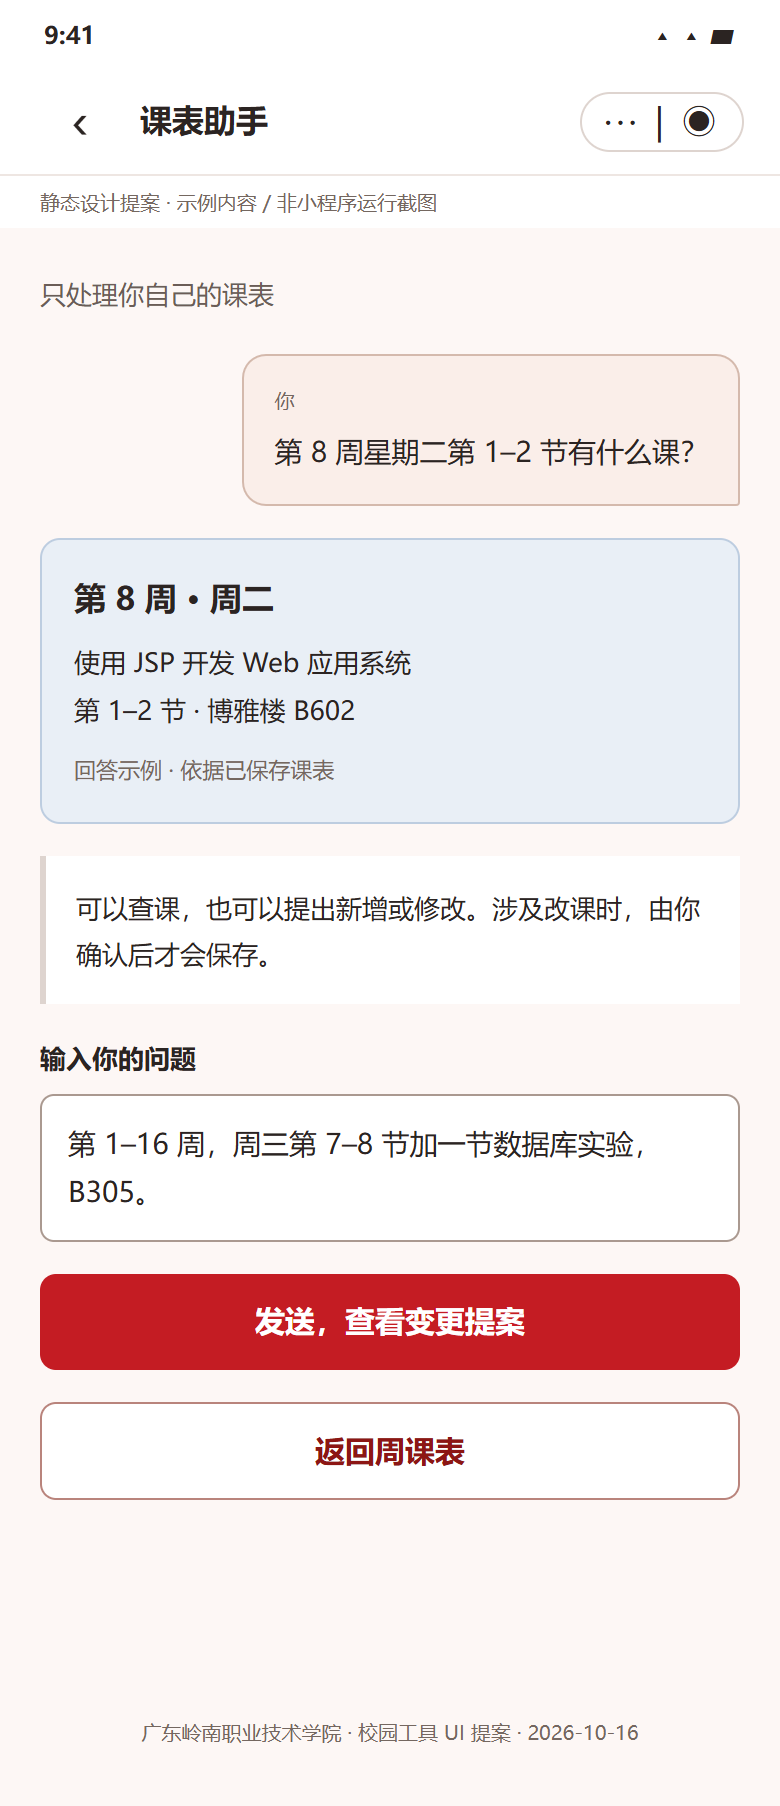 9:41
课表助手
静态设计提案 · 示例内容 / 非小程序运行截图
只处理你自己的课表
你
第 8 周星期二第 1–2 节有什么课?
第 8 周 · 周二
使用 JSP 开发 Web 应用系统
第 1–2 节 · 博雅楼 B602
回答示例 · 依据已保存课表
可以查课，也可以提出新增或修改。涉及改课时，由你
确认后才会保存。
输入你的问题
第 1–16 周，周三第 7–8 节加一节数据库实验，
B305。
发送，查看变更提案
返回周课表
广东岭南职业技术学院 · 校园工具 UI 提案 · 2026-10-16